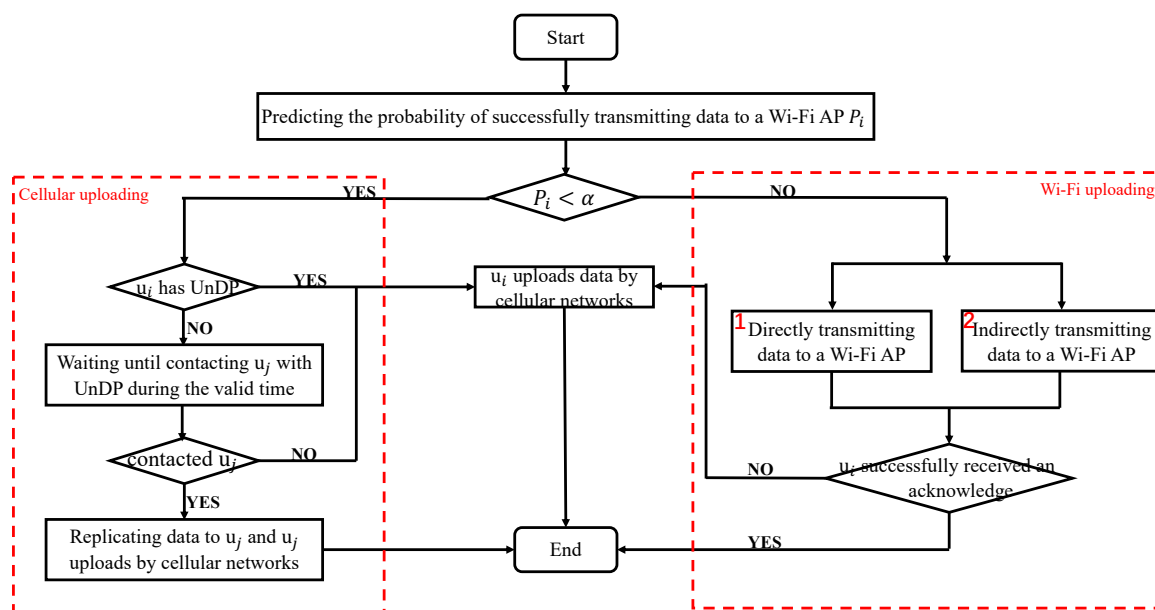 Start
Predicting the probability of successfully transmitting data to a Wi-Fi AP 𝑃𝑖
Cellular uploading
YES
𝑃𝑖 < 𝛼
NO
Wi-Fi uploading
u𝑖 has UnDP
YES
u𝑖 uploads data by
cellular networks
NO
1
Directly transmitting
data to a Wi-Fi AP
2
Indirectly transmitting
data to a Wi-Fi AP
Waiting until contacting u𝑗 with
UnDP during the valid time
contacted u𝑗
NO
NO
u𝑖 successfully received an
acknowledge
YES
Replicating data to u𝑗 and u𝑗
uploads by cellular networks
End
YES